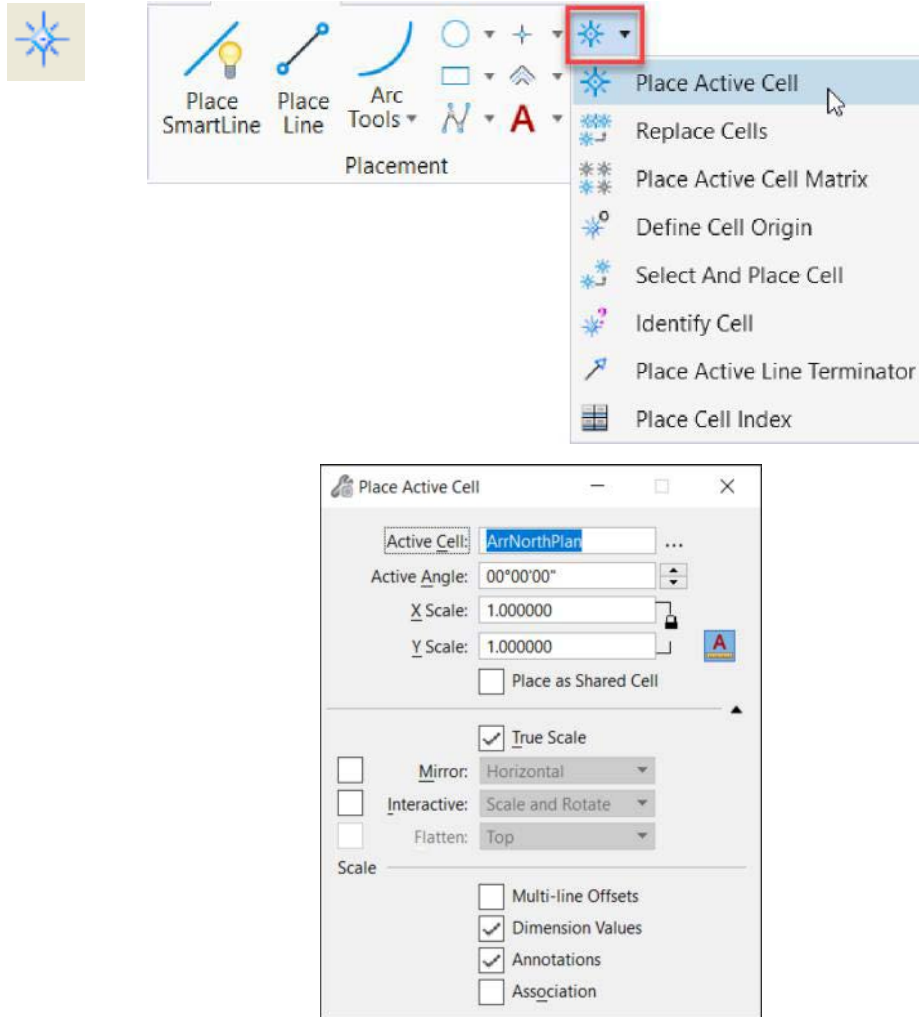 Place SmartLine
Place Line
Arc Tools
A
Placement
Place Active Cell
Replace Cells
Place Active Cell Matrix
Define Cell Origin
Select And Place Cell
Identify Cell
Place Active Line Terminator
Place Cell Index
Place Active Cell
Active Cell: ArrNorthPlan ...
Active Angle: 00°00'00"
X Scale: 1.000000
Y Scale: 1.000000
A
Place as Shared Cell
True Scale
Mirror: Horizontal
Interactive: Scale and Rotate
Flatten: Top
Scale
Multi-line Offsets
Dimension Values
Annotations
Association